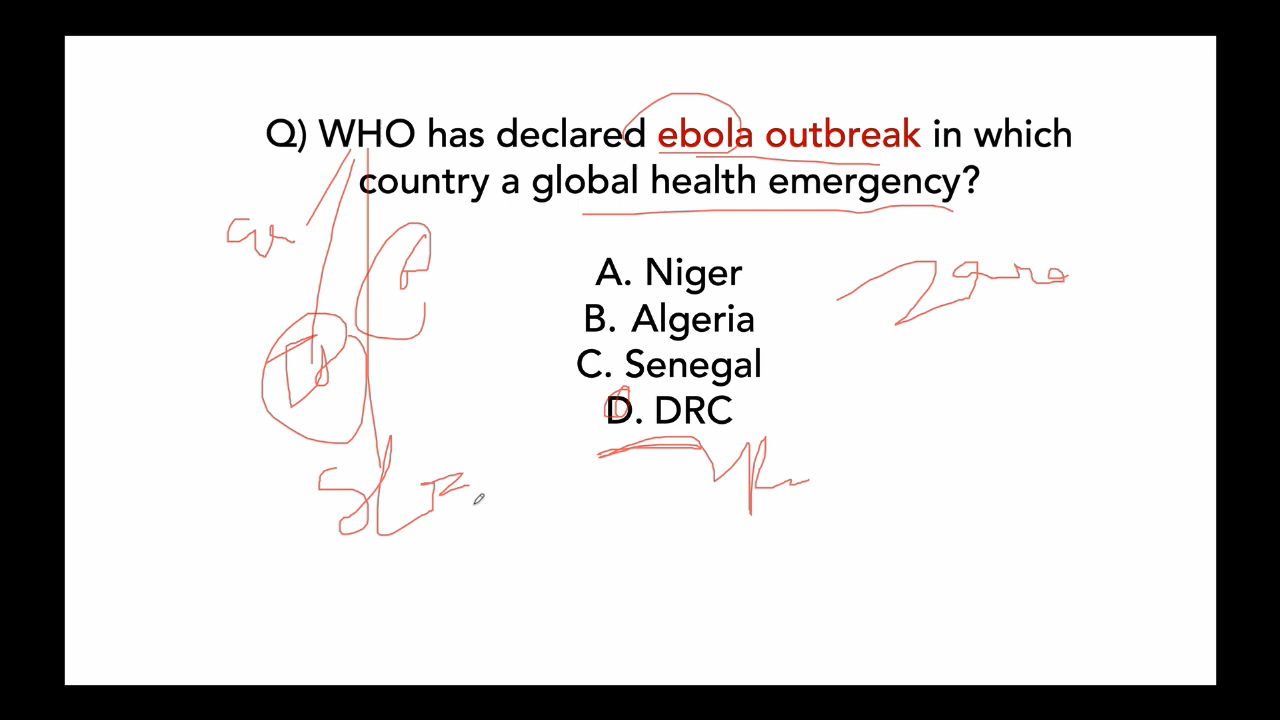 Q) WHO has declared ebola outbreak in which
country a global health emergency?
A. Niger
B. Algeria
C. Senegal
D. DRC